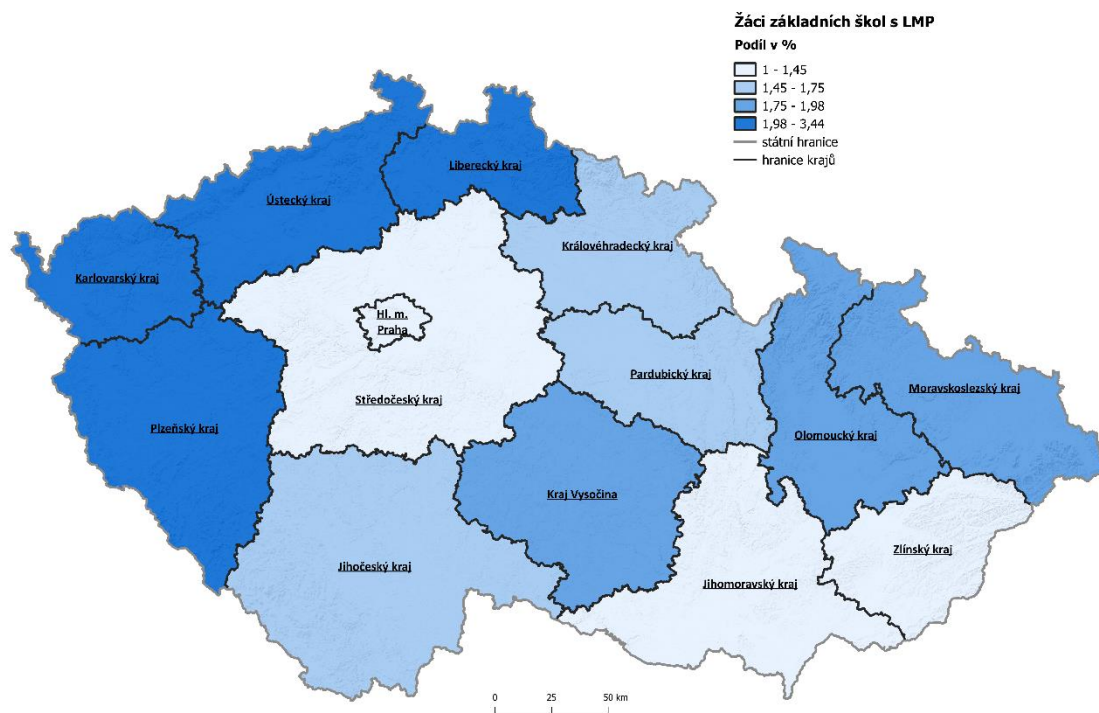 Žáci základních škol s LMP
Podíl v %
1 - 1,45
1,45 - 1,75
1,75 - 1,98
1,98 - 3,44
státní hranice
hranice krajů
Liberecký kraj
Ústecký kraj
Královéhradecký kraj
Karlovarský kraj
Hl. m.
Praha
Pardubický kraj
Moravskoslezský kraj
Středočeský kraj
Plzeňský kraj
Olomoucký kraj
Kraj Vysočina
Zlínský kraj
Jihočeský kraj
Jihomoravský kraj
0 25 50 km